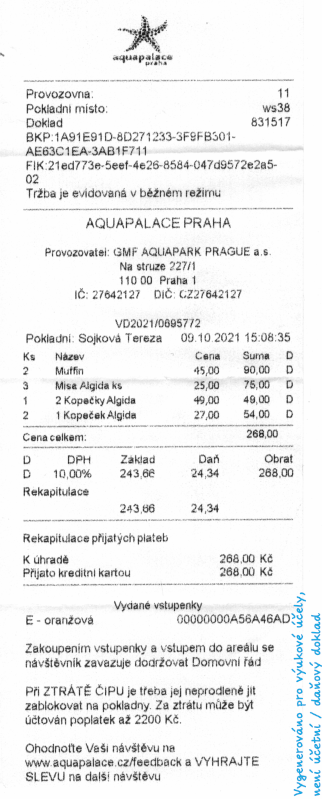 aquapalace
praha
Provozovna: 11
Pokladní místo: ws38
Doklad 831517
BKP:1A91E91D-8D271233-3F9FB301-
AE63C1EA-3AB1F711
FIK:21ed773e-5eef-4e26-8584-047d9572e2a5-
02
Tržba je evidovaná v běžném režimu
AQUAPALACE PRAHA
Provozovatel: GMF AQUAPARK PRAGUE a.s.
Na struze 227/1
110 00 Praha 1
IČ: 27642127 DIČ: CZ27642127
VD2021/0695772
Pokladní: Sojková Tereza 09.10.2021 15:08:35
Ks Název Cena Suma D
2 Muffin 45,00 90,00 D
3 Misa Algida ks 25,00 75,00 D
1 2 Kopečky Algida 49,00 49,00 D
2 1 Kopeček Algida 27,00 54,00 D
Cena celkem: 268,00
D DPH Základ Daň Obrat
D 10,00% 243,66 24,34 268,00
Rekapitulace
243,66 24,34
Rekapitulace přijatých plateb
K úhradě 268,00 Kč
Přijato kreditní kartou 268,00 Kč
Vydané vstupenky
E - oranžová 00000000A56A46AD
Zakoupením vstupenky a vstupem do areálu se
návštěvník zavazuje dodržovat Domovní řád
Při ZTRÁTĚ ČIPU je třeba jej neprodleně jít
zablokovat na pokladny. Za ztrátu může být
účtován poplatek až 2200 Kč.
Ohodnoťte Vaši návštěvu na
www.aquapalace.cz/feedback a VYHRAJTE
SLEVU na další návštěvu
Vygenerováno pro výukové účely,
není účetní / daňový doklad